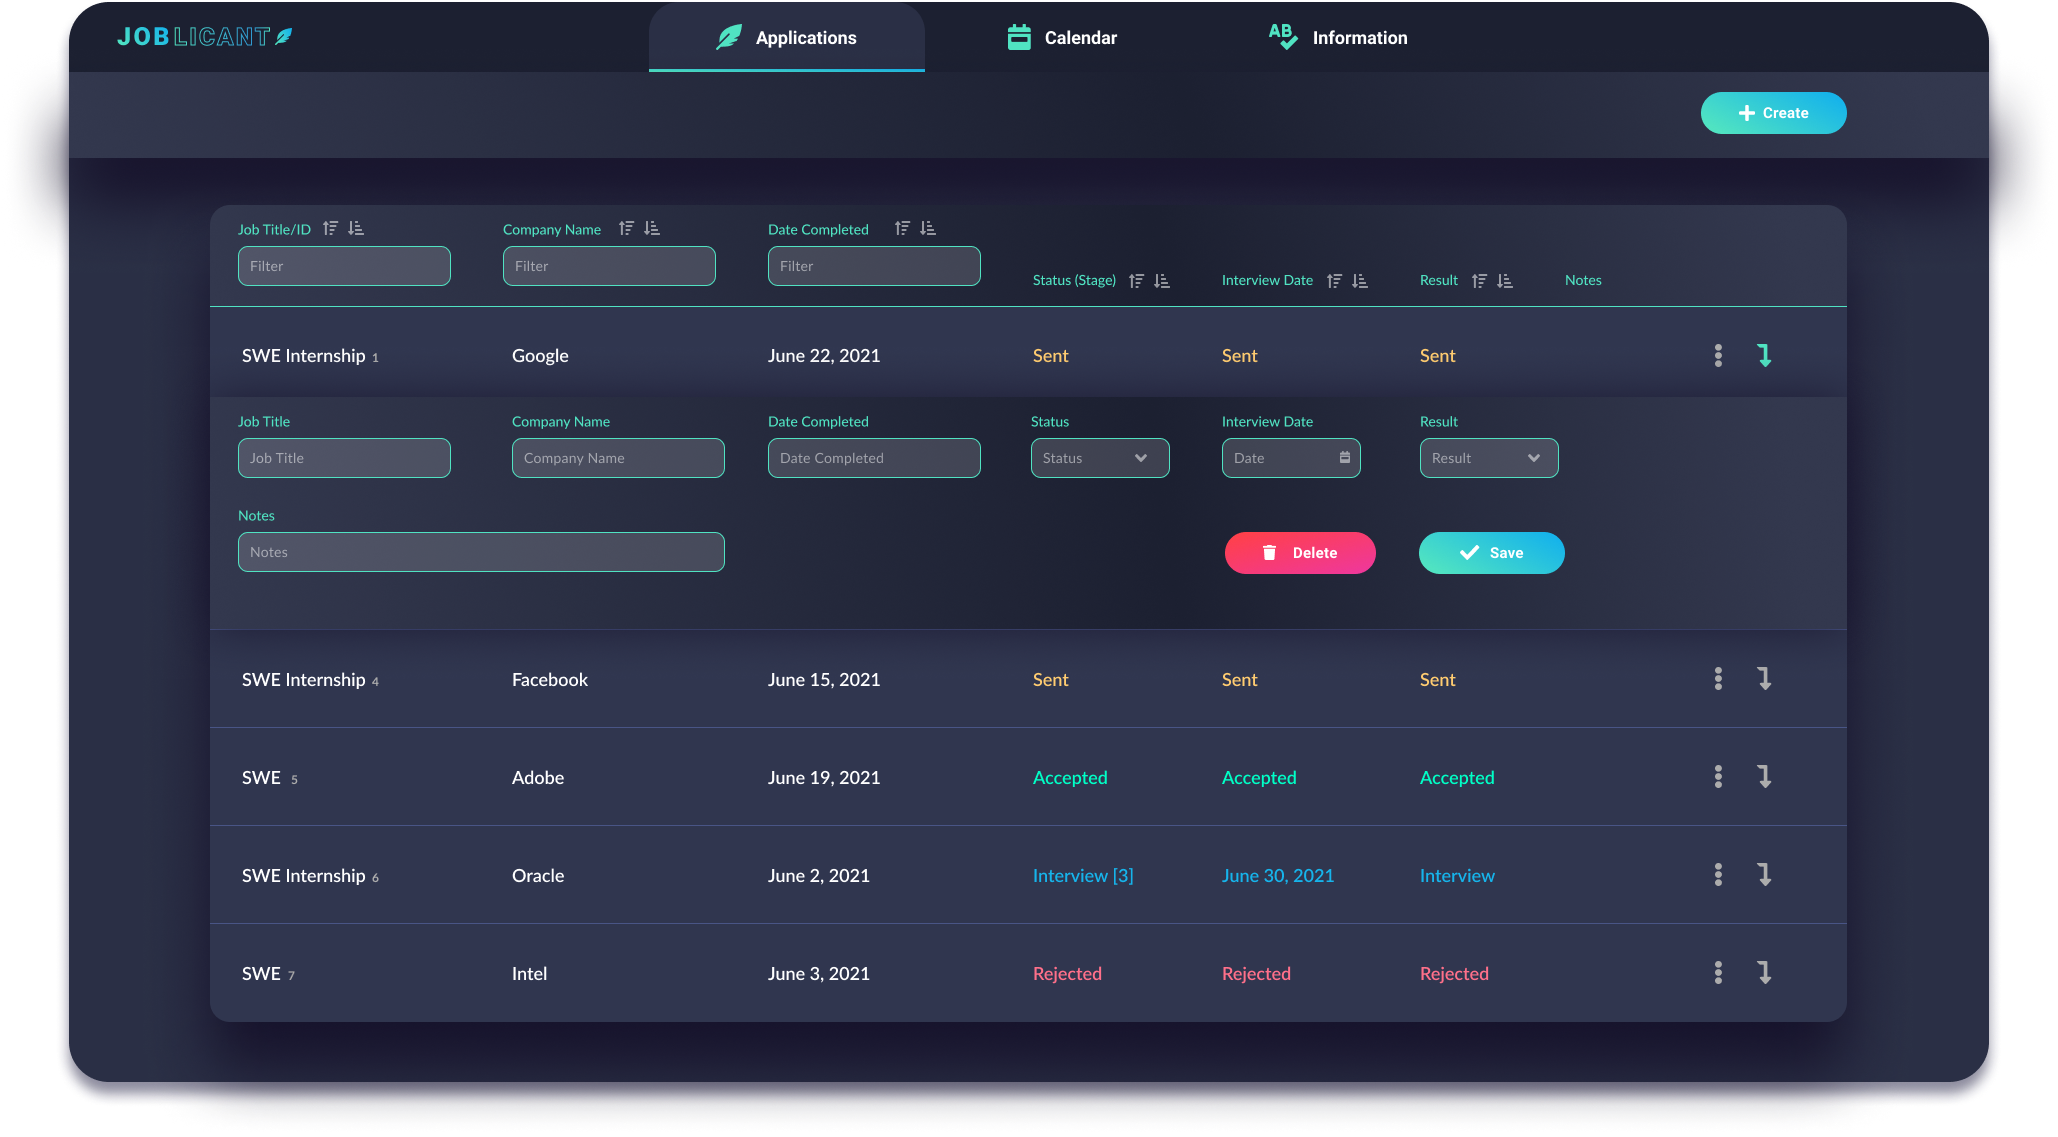 JOBLICANT
Applications
Calendar
Information
Create
Job Title/ID
Company Name
Date Completed
Filter
Filter
Filter
Status (Stage)
Interview Date
Result
Notes
SWE Internship 1 Google June 22, 2021 Sent Sent Sent
Job Title
Company Name
Date Completed
Status
Interview Date
Result
Job Title
Company Name
Date Completed
Status
Date
Result
Notes
Notes
Delete
Save
SWE Internship 4 Facebook June 15, 2021 Sent Sent Sent
SWE 5 Adobe June 19, 2021 Accepted Accepted Accepted
SWE Internship 6 Oracle June 2, 2021 Interview [3] June 30, 2021 Interview
SWE 7 Intel June 3, 2021 Rejected Rejected Rejected